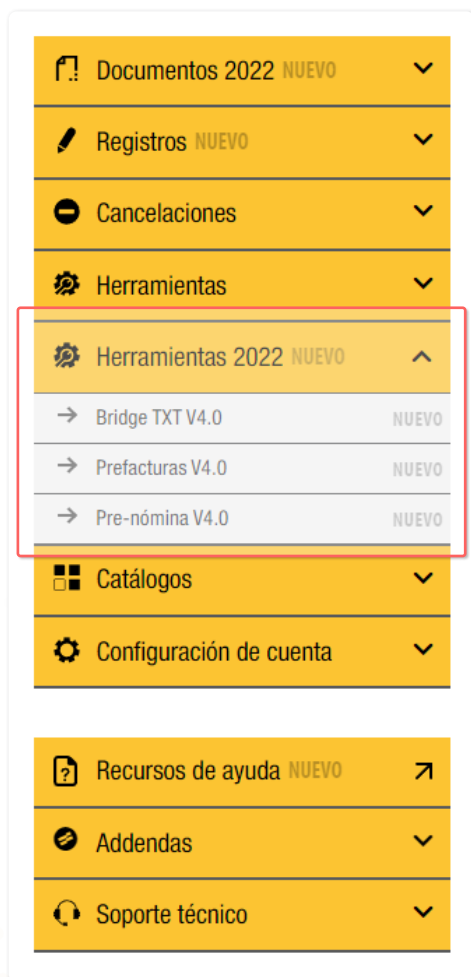 Documentos 2022 NUEVO
Registros NUEVO
Cancelaciones
Herramientas
Herramientas 2022 NUEVO
Bridge TXT V4.0 NUEVO
Prefacturas V4.0 NUEVO
Pre-nómina V4.0 NUEVO
Catálogos
Configuración de cuenta
Recursos de ayuda NUEVO
Addendas
Soporte técnico